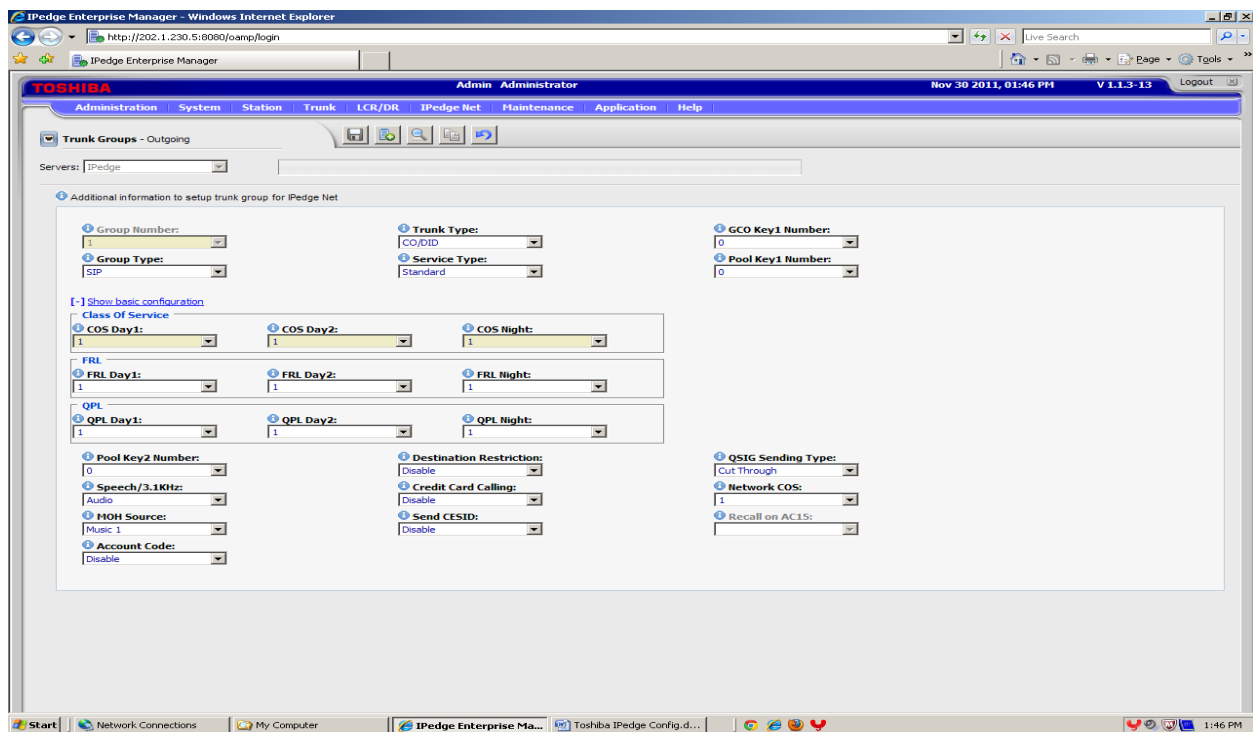 IPedge Enterprise Manager - Windows Internet Explorer
http://202.1.230.5:8080/oamp/login
Live Search
IPedge Enterprise Manager
Page
Tools
TOSHIBA
Admin Administrator
Nov 30 2011, 01:46 PM
V 1.1.3-13
Logout
Administration System Station Trunk LCR/DR IPedge Net Maintenance Application Help
Trunk Groups - Outgoing
Servers: IPedge
Additional information to setup trunk group for IPedge Net
Group Number: Trunk Type: GCO Key1 Number:
1 CO/DID 0
Group Type: Service Type: Pool Key1 Number:
SIP Standard 0
[-] Show basic configuration
Class Of Service
COS Day1: COS Day2: COS Night:
1 1 1
FRL
FRL Day1: FRL Day2: FRL Night:
1 1 1
QPL
QPL Day1: QPL Day2: QPL Night:
1 1 1
Pool Key2 Number: Destination Restriction: QSIG Sending Type:
0 Disable Cut Through
Speech/3.1KHz: Credit Card Calling: Network COS:
Audio Disable 1
MOH Source: Send CESID: Recall on AC15:
Music 1 Disable
Account Code:
Disable
Start Network Connections My Computer IPedge Enterprise Ma... Toshiba IPedge Config.d... 1:46 PM